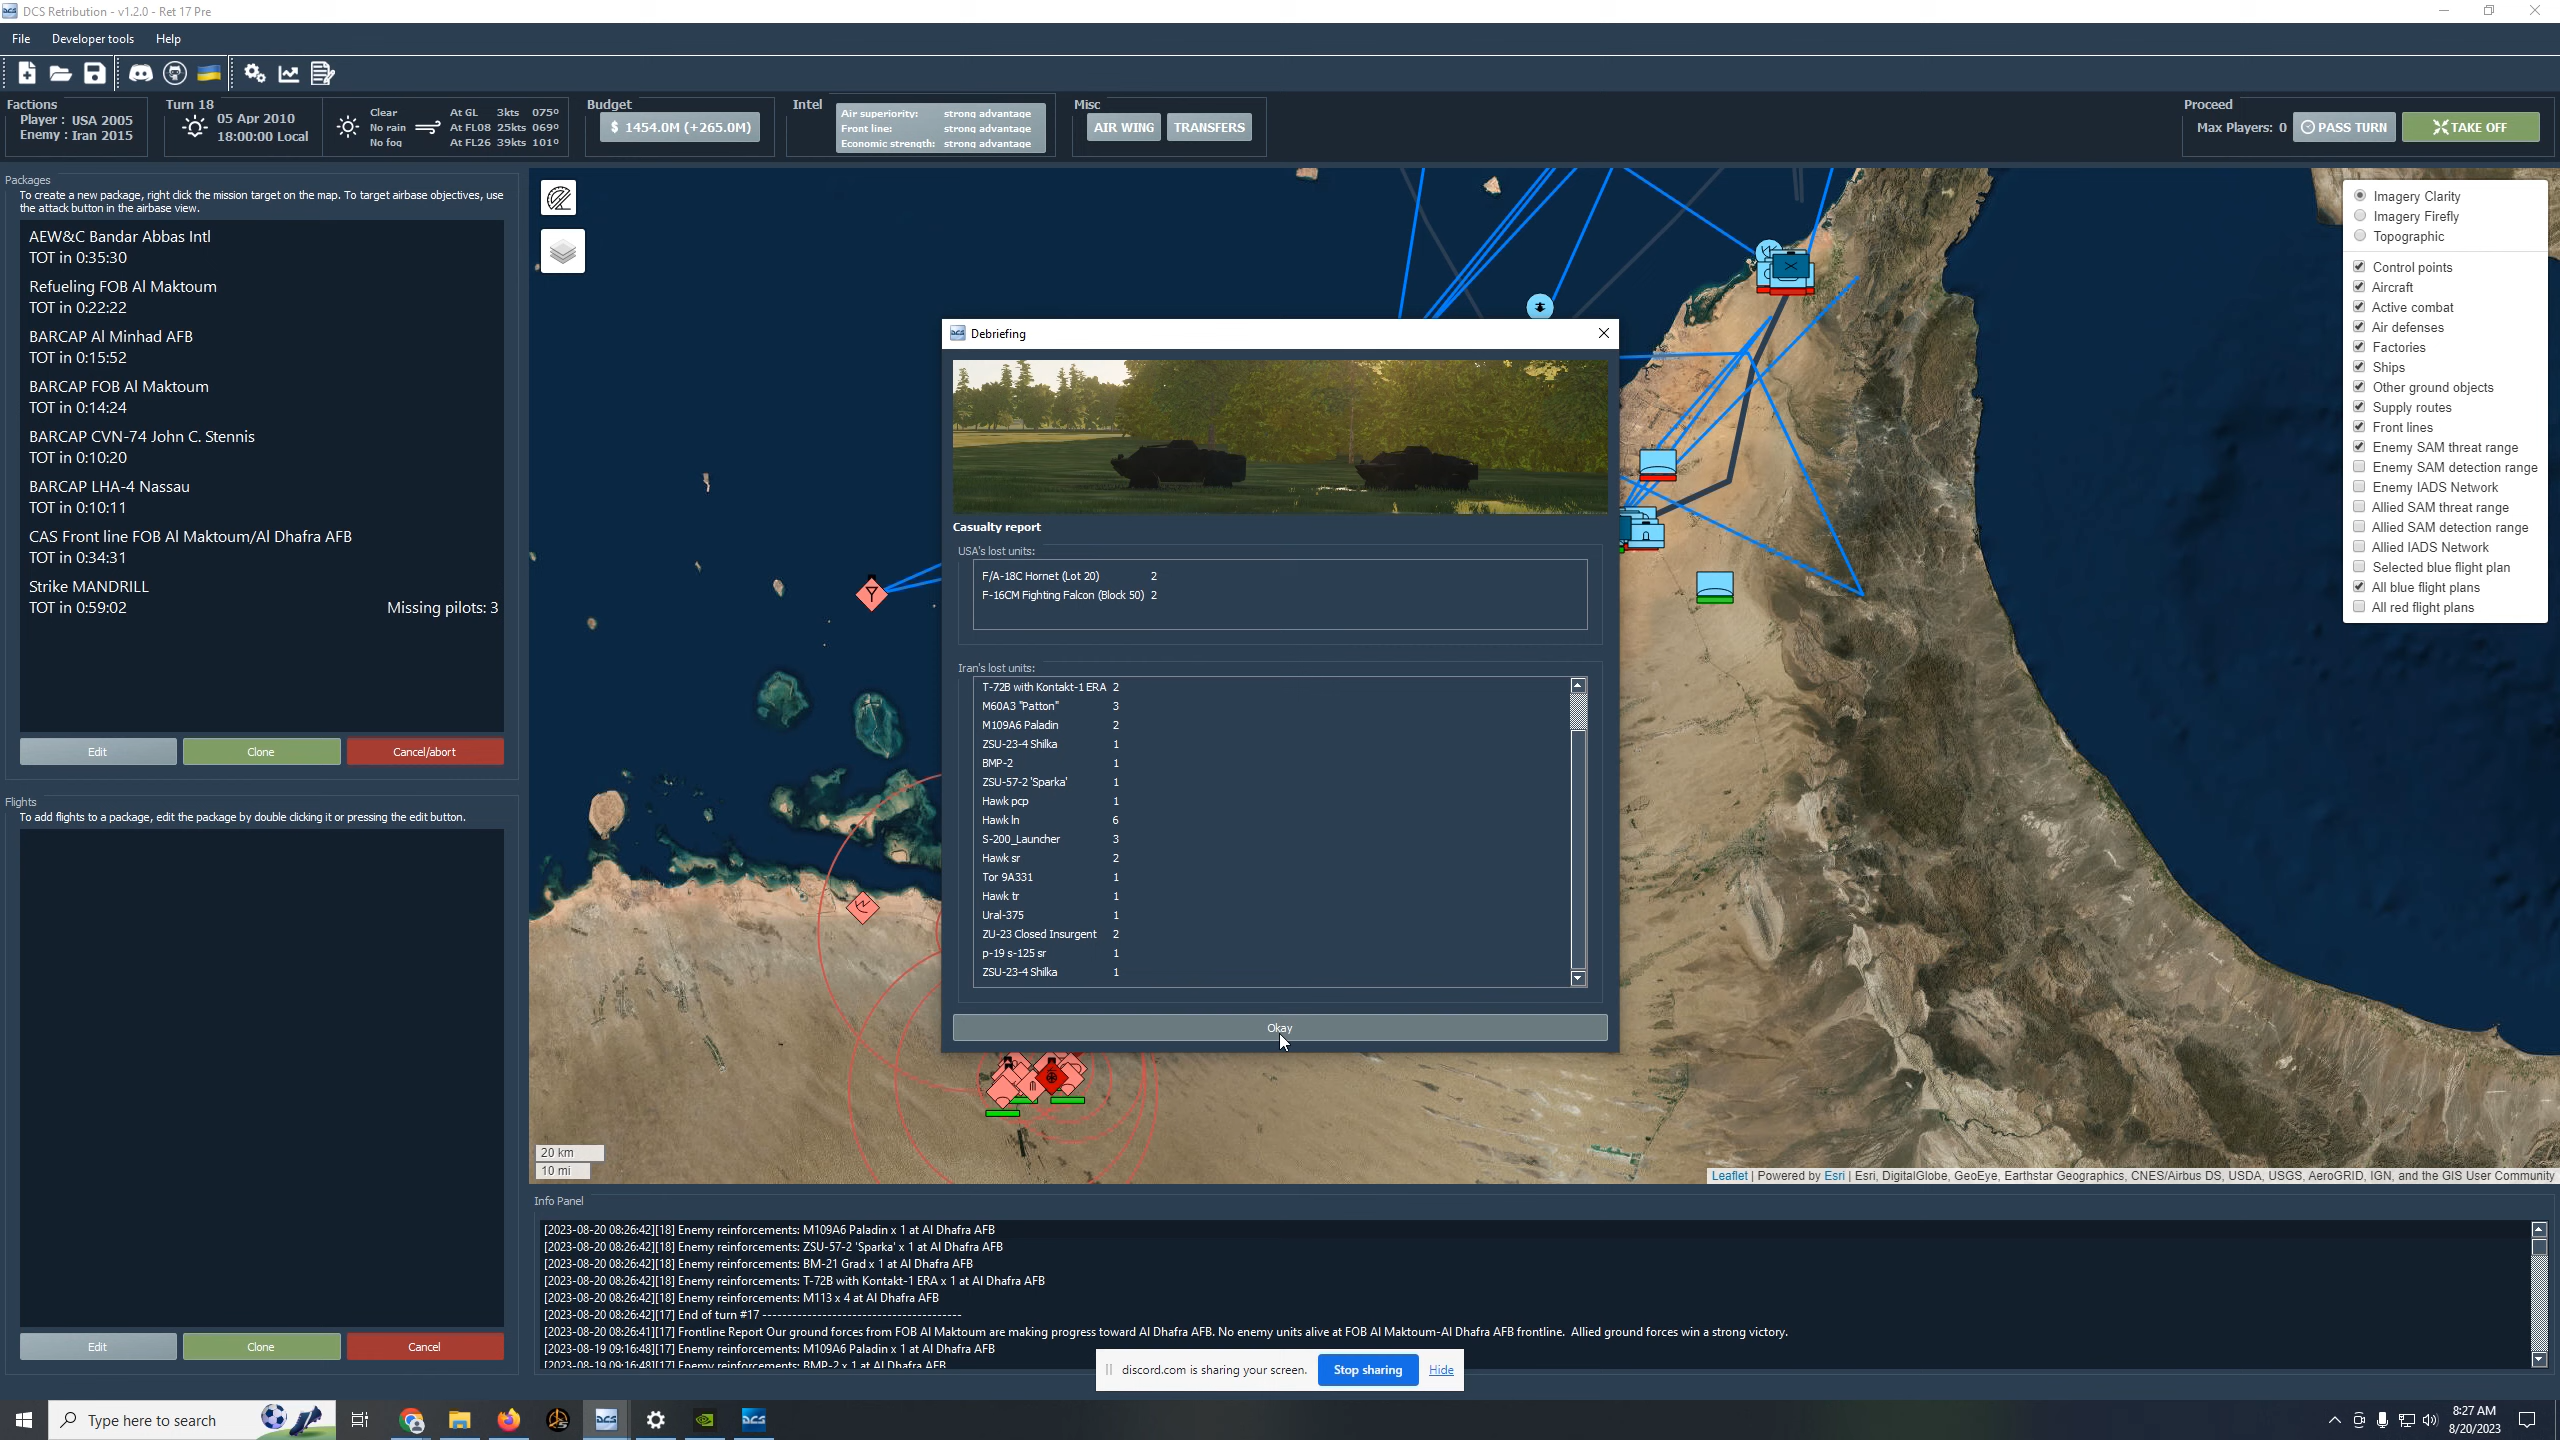 DCS Retribution - v1.2.0 - Ret 17 Pre
File Developer tools Help
Factions
Player : USA 2005
Enemy : Iran 2015
Turn 18
05 Apr 2010
18:00:00 Local
Clear
No rain
No fog
At GL 3kts 075º
At FL08 25kts 069º
At FL26 39kts 101º
Budget
$ 1454.0M (+265.0M)
Intel
Air superiority: strong advantage
Front line: strong advantage
Economic strength: strong advantage
Misc
AIR WING
TRANSFERS
Proceed
Max Players: 0
PASS TURN
TAKE OFF
Packages
To create a new package, right click the mission target on the map. To target airbase objectives, use
the attack button in the airbase view.
AEW&C Bandar Abbas Intl
TOT in 0:35:30
Refueling FOB Al Maktoum
TOT in 0:22:22
BARCAP Al Minhad AFB
TOT in 0:15:52
BARCAP FOB Al Maktoum
TOT in 0:14:24
BARCAP CVN-74 John C. Stennis
TOT in 0:10:20
BARCAP LHA-4 Nassau
TOT in 0:10:11
CAS Front line FOB Al Maktoum/Al Dhafra AFB
TOT in 0:34:31
Strike MANDRILL
TOT in 0:59:02 Missing pilots: 3
Edit
Clone
Cancel/abort
Flights
To add flights to a package, edit the package by double clicking it or pressing the edit button.
Edit
Clone
Cancel
Debriefing
Casualty report
USA's lost units:
F/A-18C Hornet (Lot 20) 2
F-16CM Fighting Falcon (Block 50) 2
Iran's lost units:
T-72B with Kontakt-1 ERA 2
M60A3 "Patton" 3
M109A6 Paladin 2
ZSU-23-4 Shilka 1
BMP-2 1
ZSU-57-2 'Sparka' 1
Hawk pcp 1
Hawk ln 6
S-200_Launcher 3
Hawk sr 2
Tor 9A331 1
Hawk tr 1
Ural-375 1
ZU-23 Closed Insurgent 2
p-19 s-125 sr 1
ZSU-23-4 Shilka 1
Okay
Imagery Clarity
Imagery Firefly
Topographic
Control points
Aircraft
Active combat
Air defenses
Factories
Ships
Other ground objects
Supply routes
Front lines
Enemy SAM threat range
Enemy SAM detection range
Enemy IADS Network
Allied SAM threat range
Allied SAM detection range
Allied IADS Network
Selected blue flight plan
All blue flight plans
All red flight plans
20 km
10 mi
Leaflet | Powered by Esri | Esri, DigitalGlobe, GeoEye, Earthstar Geographics, CNES/Airbus DS, USDA, USGS, AeroGRID, IGN, and the GIS User Community
Info Panel
[2023-08-20 08:26:42][18] Enemy reinforcements: M109A6 Paladin x 1 at Al Dhafra AFB
[2023-08-20 08:26:42][18] Enemy reinforcements: ZSU-57-2 'Sparka' x 1 at Al Dhafra AFB
[2023-08-20 08:26:42][18] Enemy reinforcements: BM-21 Grad x 1 at Al Dhafra AFB
[2023-08-20 08:26:42][18] Enemy reinforcements: T-72B with Kontakt-1 ERA x 1 at Al Dhafra AFB
[2023-08-20 08:26:42][18] Enemy reinforcements: M113 x 4 at Al Dhafra AFB
[2023-08-20 08:26:42][17] End of turn #17 ----------------------------------------
[2023-08-20 08:26:41][17] Frontline Report Our ground forces from FOB Al Maktoum are making progress toward Al Dhafra AFB. No enemy units alive at FOB Al Maktoum-Al Dhafra AFB frontline. Allied ground forces win a strong victory.
[2023-08-19 09:16:48][17] Enemy reinforcements: M109A6 Paladin x 1 at Al Dhafra AFB
[2023-08-19 09:16:48][17] Enemy reinforcements: BMP-2 x 1 at Al Dhafra AFB
discord.com is sharing your screen. Stop sharing Hide
Type here to search
DCS
DCS
8:27 AM
8/20/2023